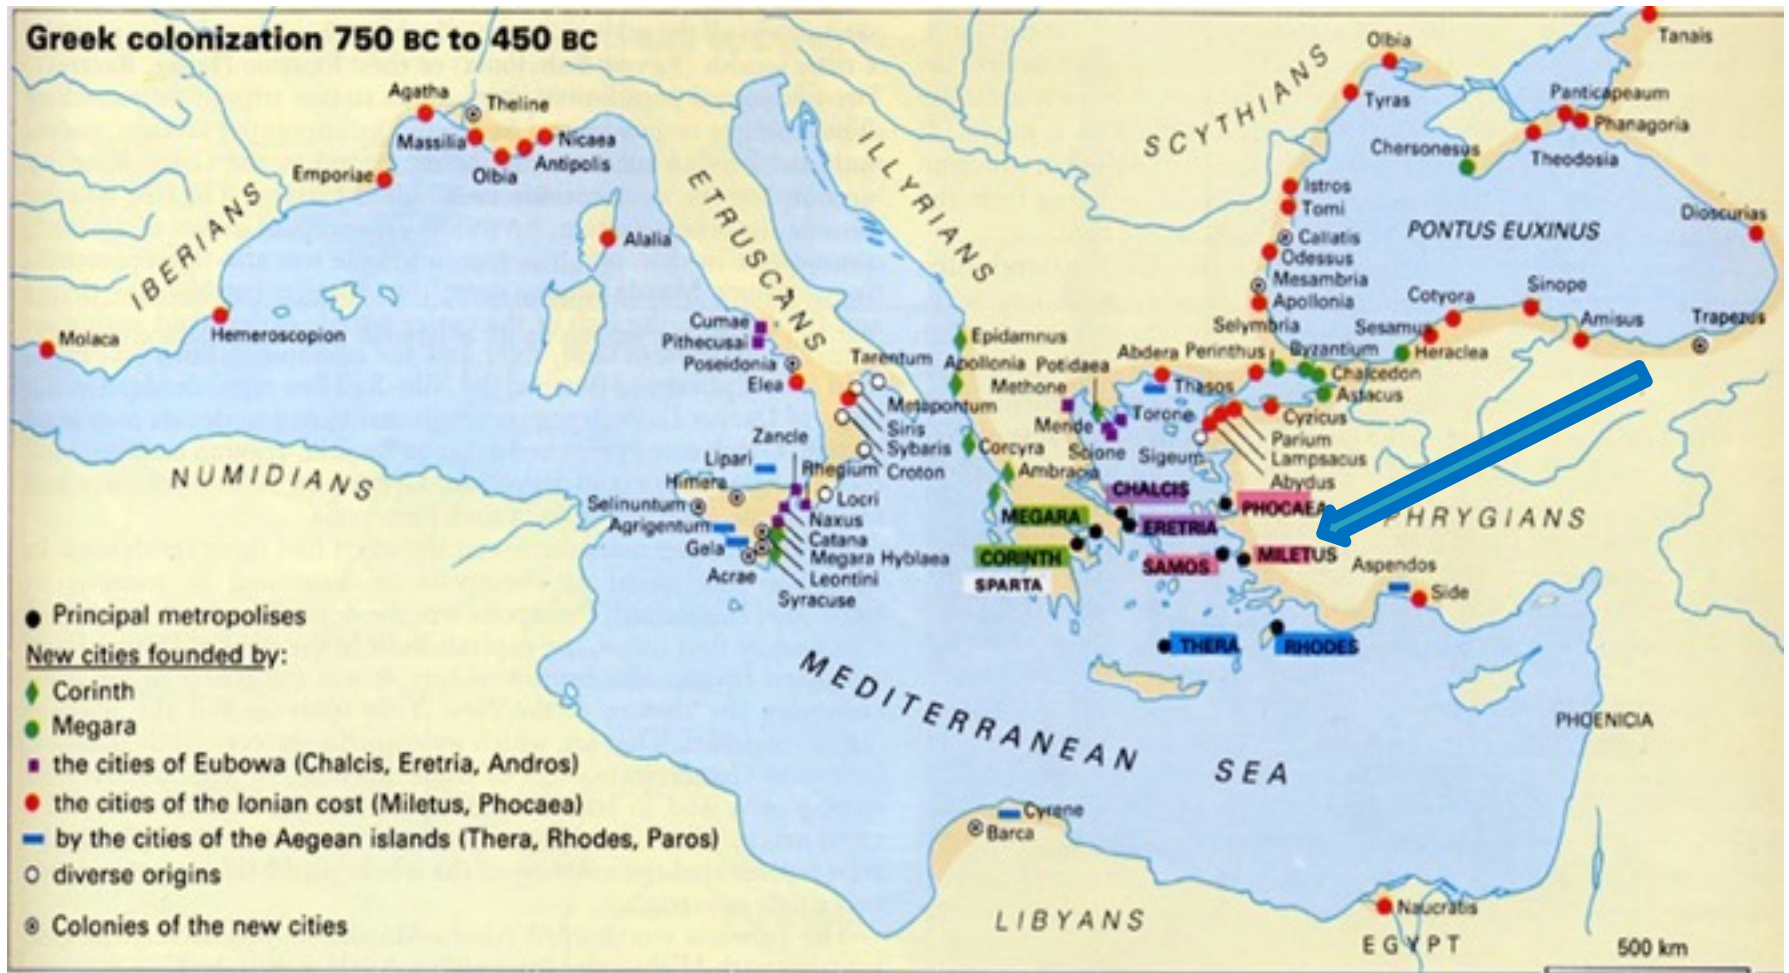 Greek colonization 750 BC to 450 BC
Tanais
Olbia
Agatha
Theline
Tyras
Panticapeaum
Phanagoria
Massilia
Nicaea
Antipolis
Olbia
Emporiae
Chersonesus
Theodosia
SCYTHIANS
ILLYRIANS
ETRUSCANS
IBERIANS
Istros
Tomi
Callatis
Odessus
Mesambria
Apollonia
PONTUS EUXINUS
Dioscurias
Alalia
Molaca
Hemeroscopion
Cotyora
Sinope
Selymbria
Sesamus
Amisus
Trapezus
Cumae
Pithecusai
Poseidonia
Elea
Tarentum
Epidamnus
Apollonia
Potidaea
Methone
Abdera
Perinthus
Byzantium
Heraclea
Thasos
Chalcedon
Astacus
Metapontum
Siris
Sybaris
Croton
Mende
Torone
Scione
Sigeum
Cyzicus
Parium
Lampsacus
Abydus
Zancle
Lipari
Rhegium
Himera
Locri
Corcyra
Ambracia
NUMIDIANS
Selinuntum
Agrigentum
Gela
Acrae
Naxus
Catana
Megara Hyblaea
Leontini
Syracuse
CHALCIS
MEGARA
ERETRIA
PHOCAEA
PHRYGIANS
CORINTH
SPARTA
SAMOS
MILETUS
Aspendos
Side
THERA
RHODES
MEDITERRANEAN SEA
PHOENICIA
Cyrene
Barca
LIBYANS
Naucratis
EGYPT
500 km
Principal metropolises
New cities founded by:
Corinth
Megara
the cities of Eubowa (Chalcis, Eretria, Andros)
the cities of the Ionian cost (Miletus, Phocaea)
by the cities of the Aegean islands (Thera, Rhodes, Paros)
diverse origins
Colonies of the new cities